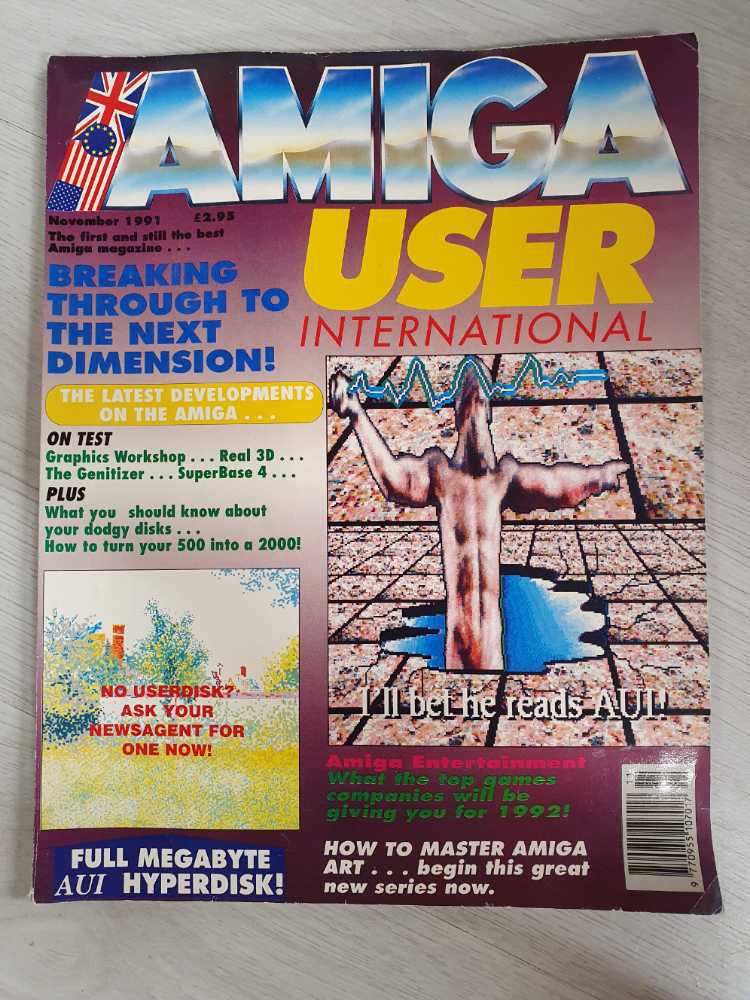 AMIGA
USER
INTERNATIONAL
November 1991 £2.95
The first and still the best
Amiga magazine . . .
BREAKING
THROUGH TO
THE NEXT
DIMENSION!
THE LATEST DEVELOPMENTS
ON THE AMIGA . . .
ON TEST
Graphics Workshop . . . Real 3D . . .
The Genitizer . . . SuperBase 4 . . .
PLUS
What you should know about
your dodgy disks . . .
How to turn your 500 into a 2000!
NO USERDISK?
ASK YOUR
NEWSAGENT FOR
ONE NOW!
FULL MEGABYTE
AUI HYPERDISK!
I'll bet he reads AUI!
Amiga Entertainment
What the top games
companies will be
giving you for 1992!
HOW TO MASTER AMIGA
ART . . . begin this great
new series now.
11
9 770955 107017